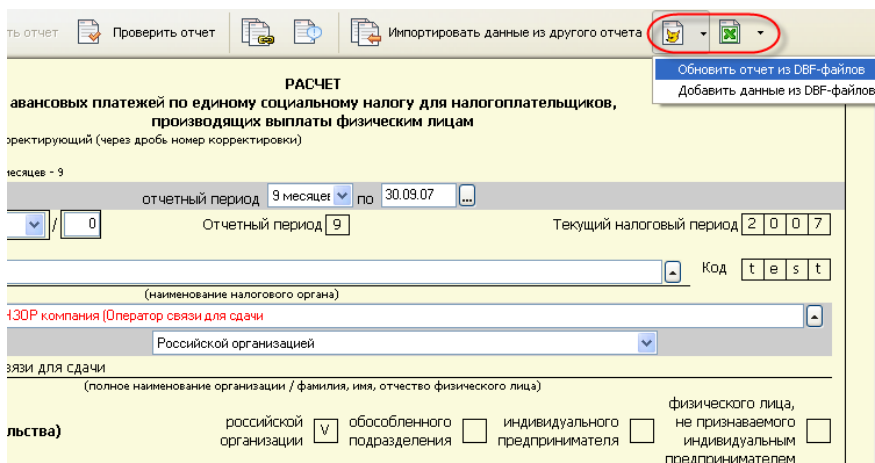 ть отчет Проверить отчет Импортировать данные из другого отчета
Обновить отчет из DBF-файлов
Добавить данные из DBF-файлов
РАСЧЕТ
авансовых платежей по единому социальному налогу для налогоплательщиков,
производящих выплаты физическим лицам
орректирующий (через дробь номер корректировки)
месяцев - 9
отчетный период 9 месяцев по 30.09.07 ...
/ 0 Отчетный период 9 Текущий налоговый период 2 0 0 7
Код t e s t
(наименование налогового органа)
НЗОР компания (Оператор связи для сдачи
Российской организацией
вязи для сдачи
(полное наименование организации / фамилия, имя, отчество физического лица)
льства) российской организации V обособленного подразделения индивидуального предпринимателя физического лица, не признаваемого индивидуальным предпринимателем